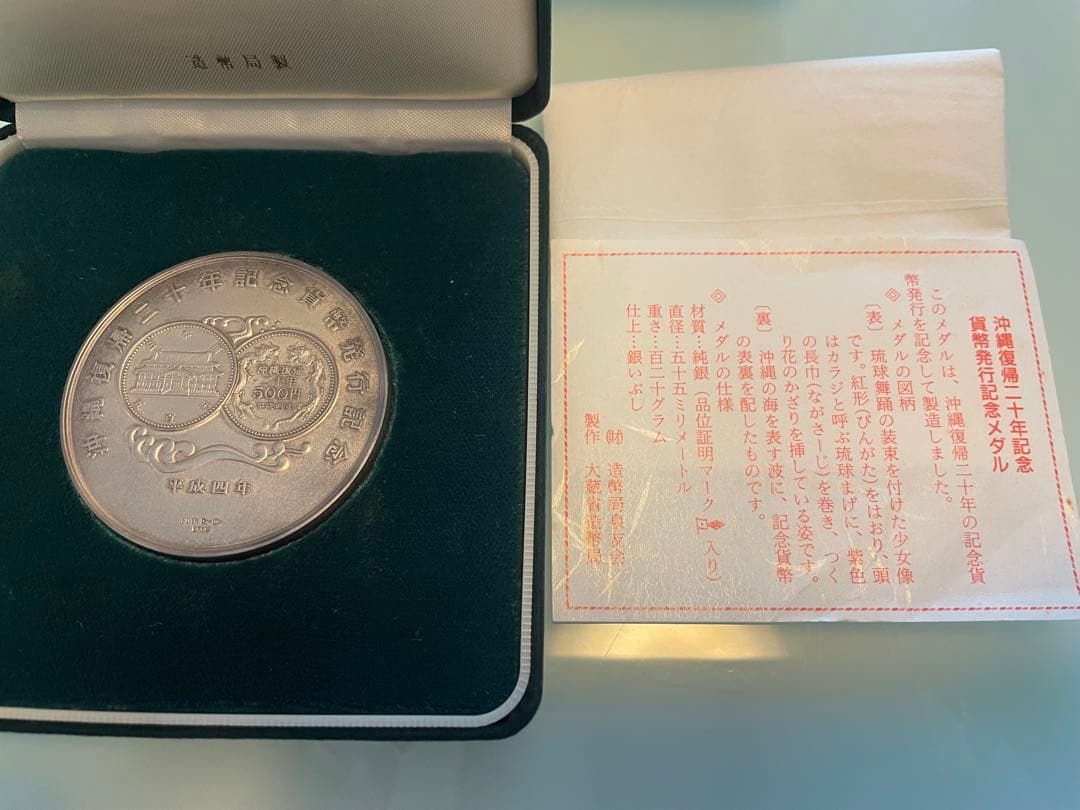 造幣局製
沖縄復帰二十年記念貨幣発行記念
500円
平成四年
沖縄復帰二十年記念
貨幣発行記念メダル
このメダルは、沖縄復帰二十年の記念貨
幣発行を記念して製造しました。
◈ メダルの図柄
〔表〕 琉球舞踊の装束を付けた少女像
です。紅形(びんがた)をはおり、頭
はカラジと呼ぶ琉球まげに、紫色
の長巾(ながさーじ)を巻き、つく
り花のかざりを挿している姿です。
〔裏〕 沖縄の海を表す波に、記念貨幣
の表裏を配したものです。
◈ メダルの仕様
材質…純銀(品位証明マーク 入り)
直径…五十五ミリメートル
重さ…百二十グラム
仕上…銀いぶし
㈶ 造幣局泉友会
製作 大蔵省造幣局